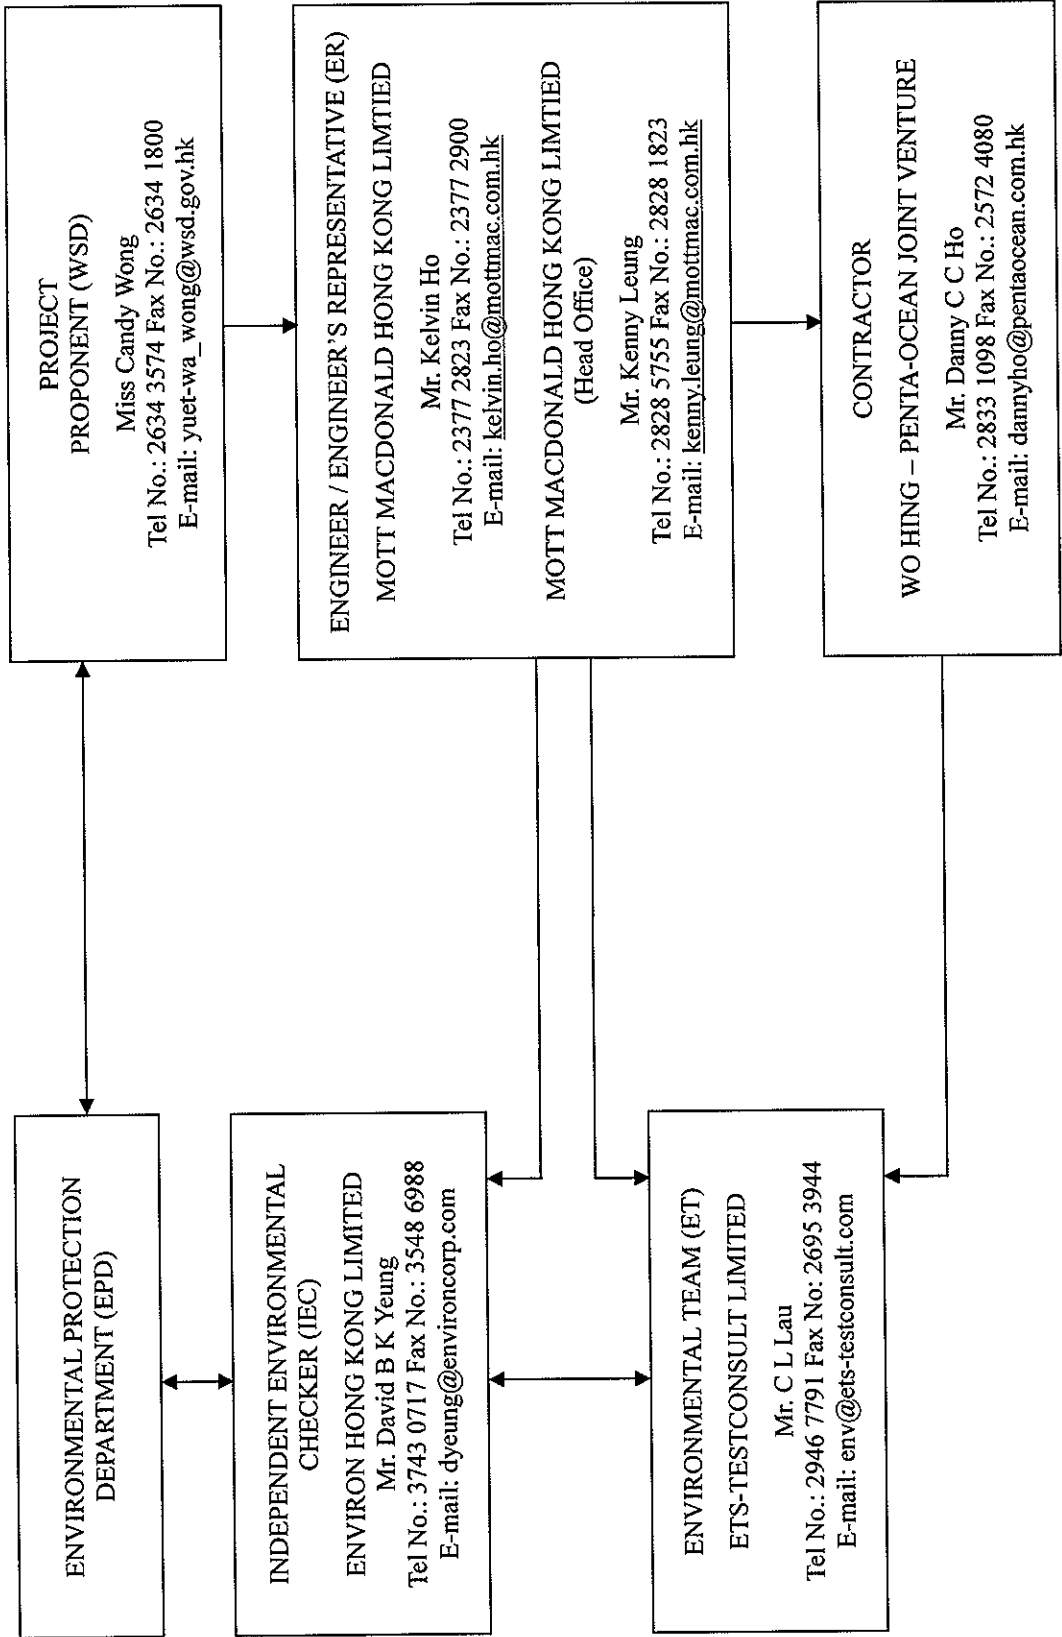 ENVIRONMENTAL PROTECTION
DEPARTMENT (EPD)
PROJECT
PROPONENT (WSD)
Miss Candy Wong
Tel No.: 2634 3574 Fax No.: 2634 1800
E-mail: yuet-wa_wong@wsd.gov.hk
INDEPENDENT ENVIRONMENTAL
CHECKER (IEC)
ENVIRON HONG KONG LIMITED
Mr. David B K Yeung
Tel No.: 3743 0717 Fax No.: 3548 6988
E-mail: dyeung@environcorp.com
ENGINEER / ENGINEER'S REPRESENTATIVE (ER)
MOTT MACDONALD HONG KONG LIMTIED
Mr. Kelvin Ho
Tel No.: 2377 2823 Fax No.: 2377 2900
E-mail: kelvin.ho@mottmac.com.hk
MOTT MACDONALD HONG KONG LIMTIED
(Head Office)
Mr. Kenny Leung
Tel No.: 2828 5755 Fax No.: 2828 1823
E-mail: kenny.leung@mottmac.com.hk
ENVIRONMENTAL TEAM (ET)
ETS-TESTCONSULT LIMITED
Mr. C L Lau
Tel No.: 2946 7791 Fax No: 2695 3944
E-mail: env@ets-testconsult.com
CONTRACTOR
WO HING – PENTA-OCEAN JOINT VENTURE
Mr. Danny C C Ho
Tel No.: 2833 1098 Fax No.: 2572 4080
E-mail: dannyho@pentaocean.com.hk